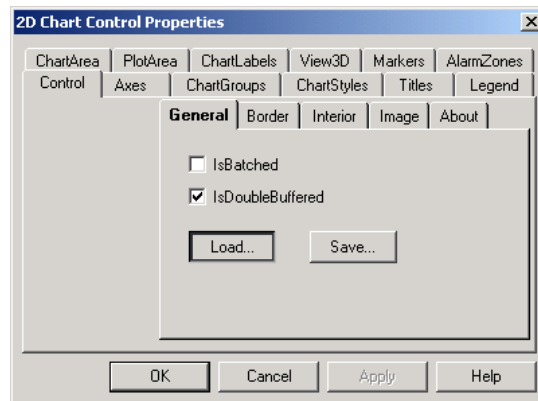 2D Chart Control Properties
ChartArea PlotArea ChartLabels View3D Markers AlarmZones
Control Axes ChartGroups ChartStyles Titles Legend
General Border Interior Image About
IsBatched
IsDoubleBuffered
Load... Save...
OK Cancel Apply Help